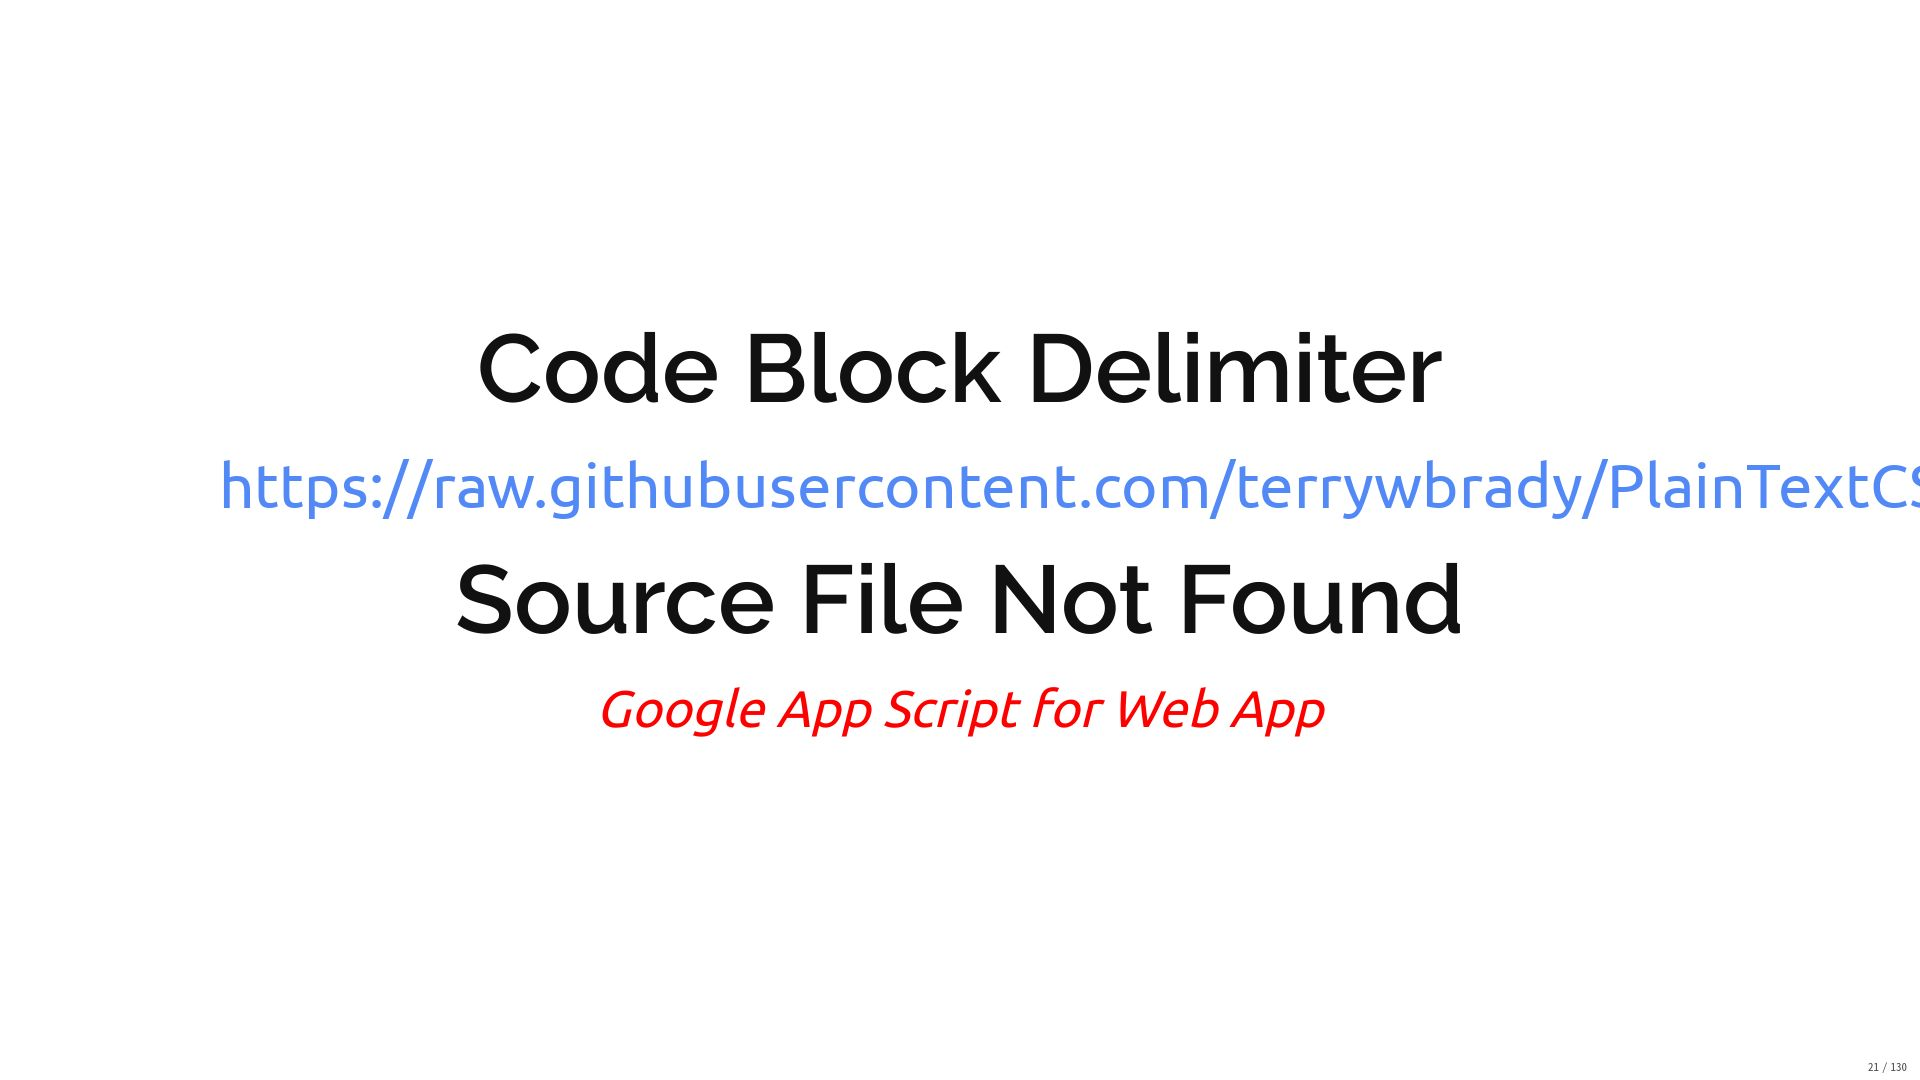 Code Block Delimiter
https://raw.githubusercontent.com/terrywbrady/PlainTextCS
Source File Not Found
Google App Script for Web App
21 / 130